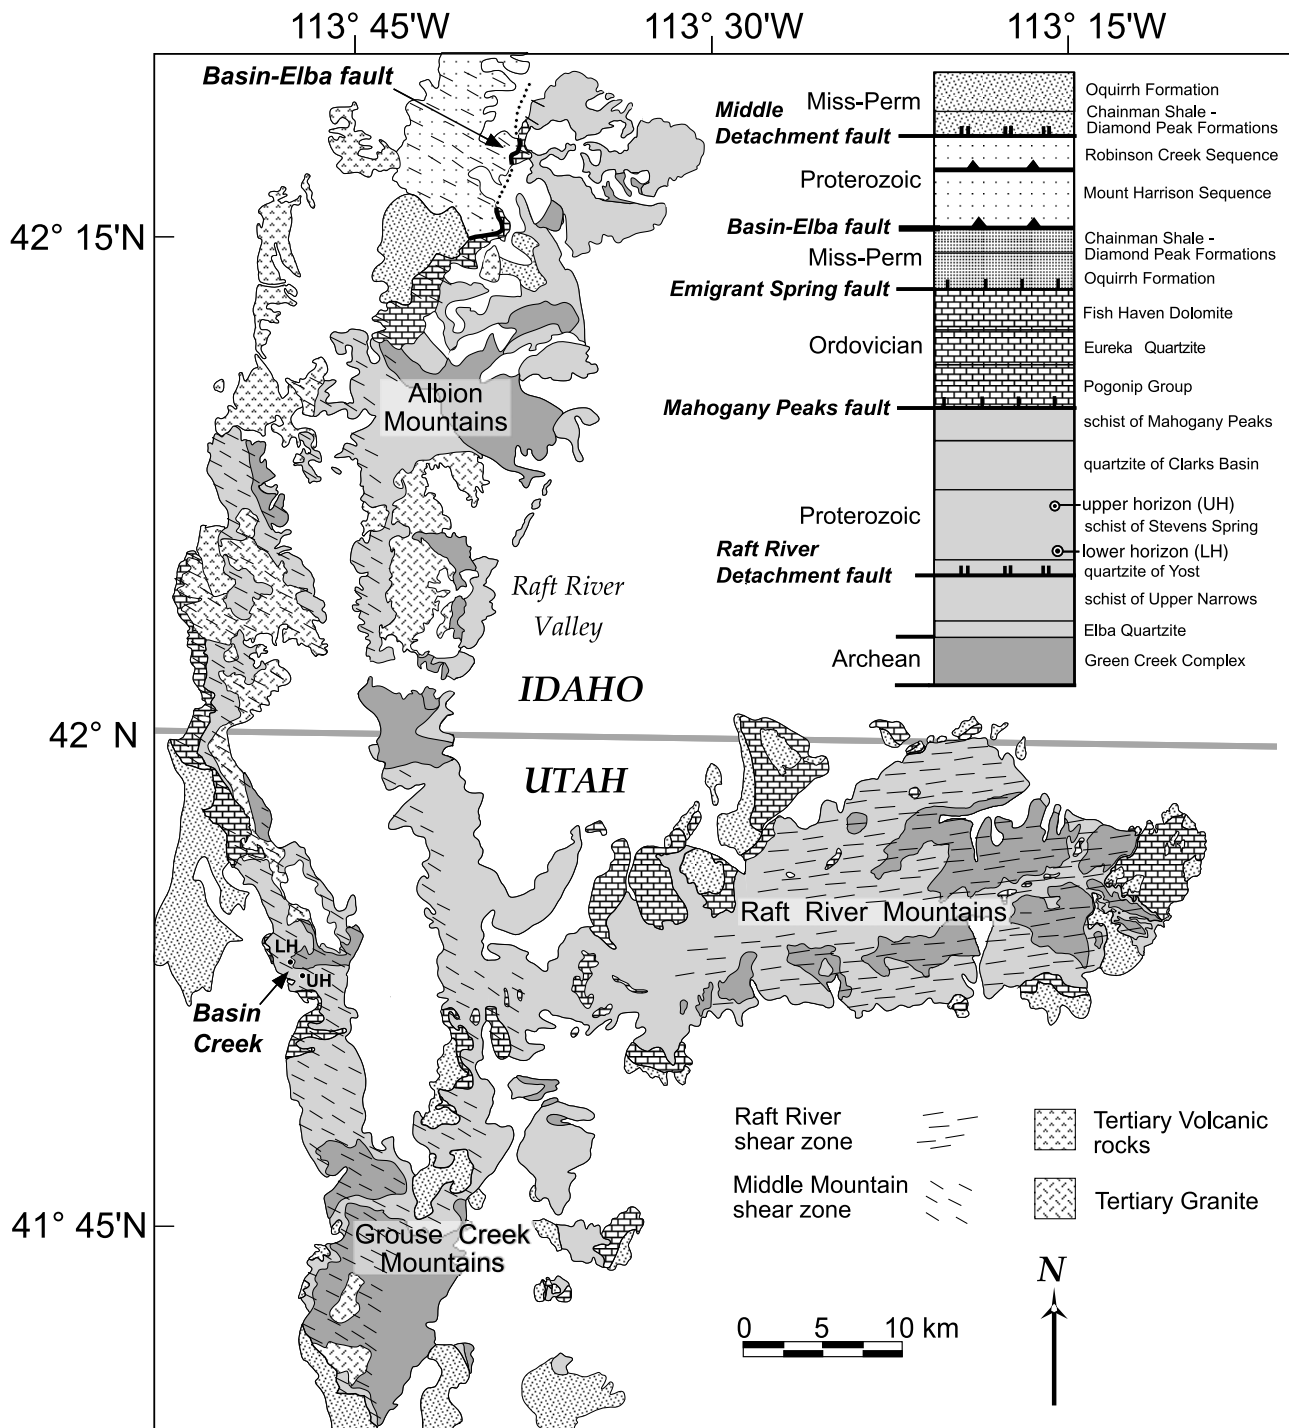 113° 45'W
113° 30'W
113° 15'W
Basin-Elba fault
42° 15'N
Albion
Mountains
Raft River
Valley
IDAHO
42° N
UTAH
Raft River Mountains
LH
UH
Basin
Creek
41° 45'N
Grouse Creek
Mountains
Miss-Perm
Middle
Detachment fault
Proterozoic
Basin-Elba fault
Miss-Perm
Emigrant Spring fault
Ordovician
Mahogany Peaks fault
Proterozoic
Raft River
Detachment fault
Archean
Oquirrh Formation
Chainman Shale -
Diamond Peak Formations
Robinson Creek Sequence
Mount Harrison Sequence
Chainman Shale -
Diamond Peak Formations
Oquirrh Formation
Fish Haven Dolomite
Eureka Quartzite
Pogonip Group
schist of Mahogany Peaks
quartzite of Clarks Basin
upper horizon (UH)
schist of Stevens Spring
lower horizon (LH)
quartzite of Yost
schist of Upper Narrows
Elba Quartzite
Green Creek Complex
Raft River
shear zone
Tertiary Volcanic
rocks
Middle Mountain
shear zone
Tertiary Granite
N
0 5 10 km